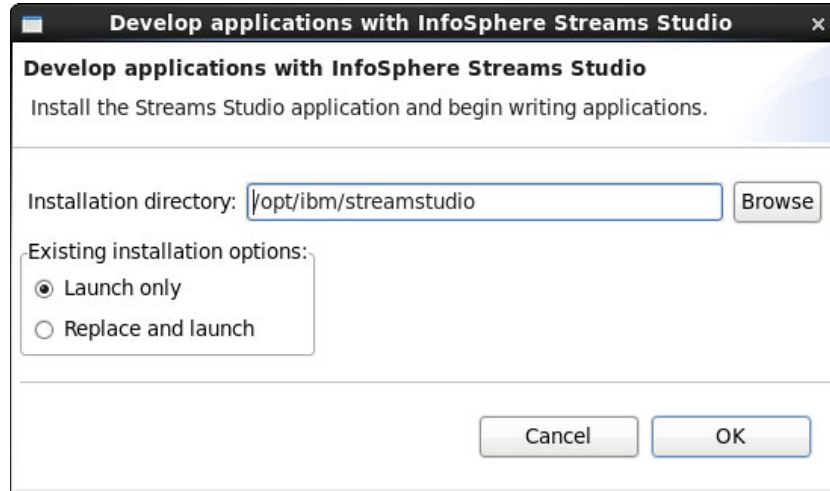 Develop applications with InfoSphere Streams Studio
Develop applications with InfoSphere Streams Studio
Install the Streams Studio application and begin writing applications.
Installation directory: /opt/ibm/streamstudio Browse
Existing installation options:
Launch only
Replace and launch
Cancel OK